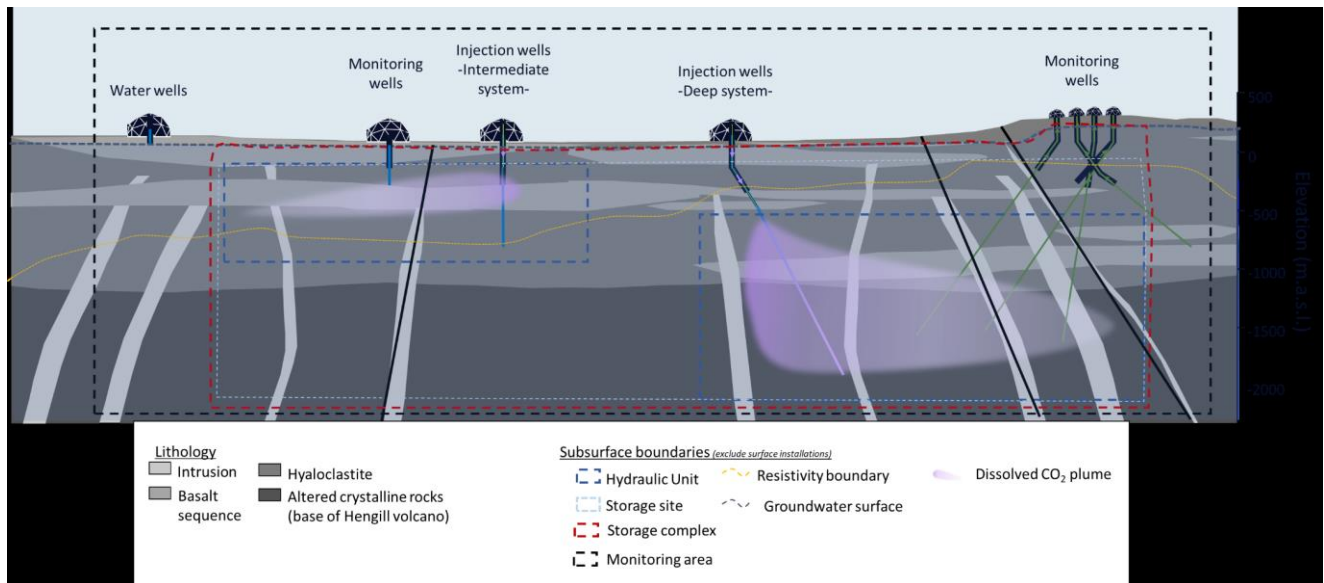 Water wells
Monitoring
wells
Injection wells
-Intermediate
system-
Injection wells
-Deep system-
Monitoring
wells
500
0
-500
-1000
-1500
-2000
Elevation (m.a.s.l.)
Lithology
Intrusion
Basalt
sequence
Hyaloclastite
Altered crystalline rocks
(base of Hengill volcano)
Subsurface boundaries (exclude surface installations)
Hydraulic Unit
Storage site
Storage complex
Monitoring area
Resistivity boundary
Groundwater surface
Dissolved CO₂ plume